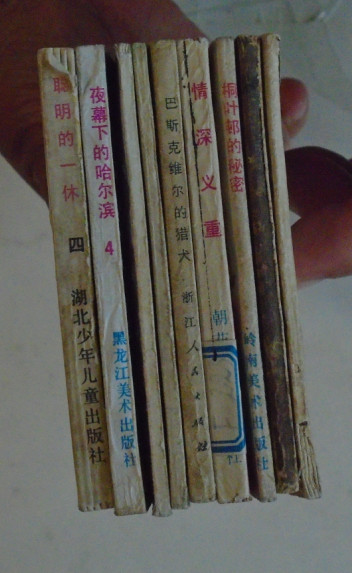 聪明的一休 四 湖北少年儿童出版社
夜幕下的哈尔滨 4 黑龙江美术出版社
巴斯克维尔的猎犬 浙江人民出版社
情深义重 朝
桐叶邨的秘密 岭南美术出版社